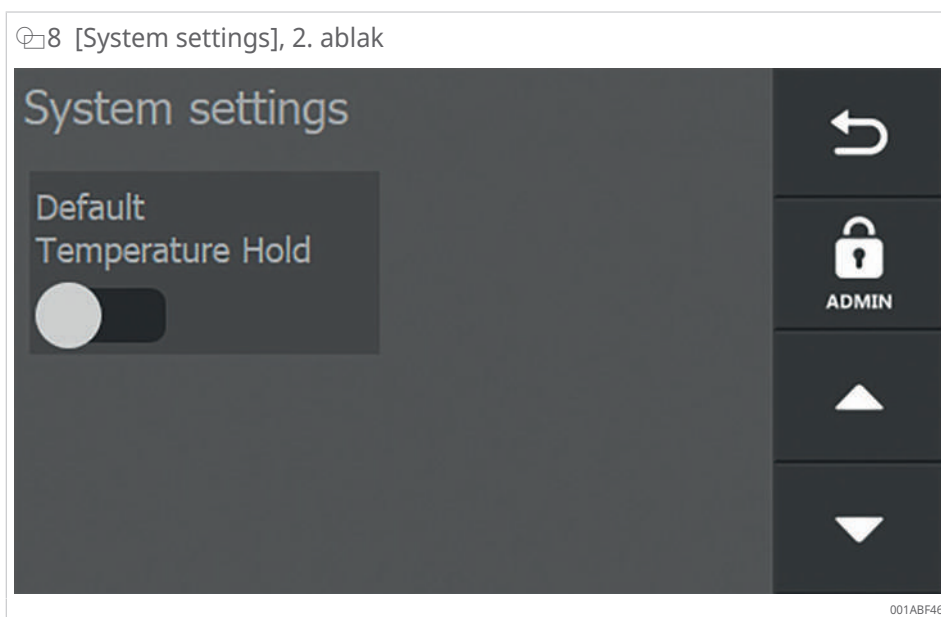 8 [System settings], 2. ablak
System settings
Default
Temperature Hold
ADMIN
001ABF46